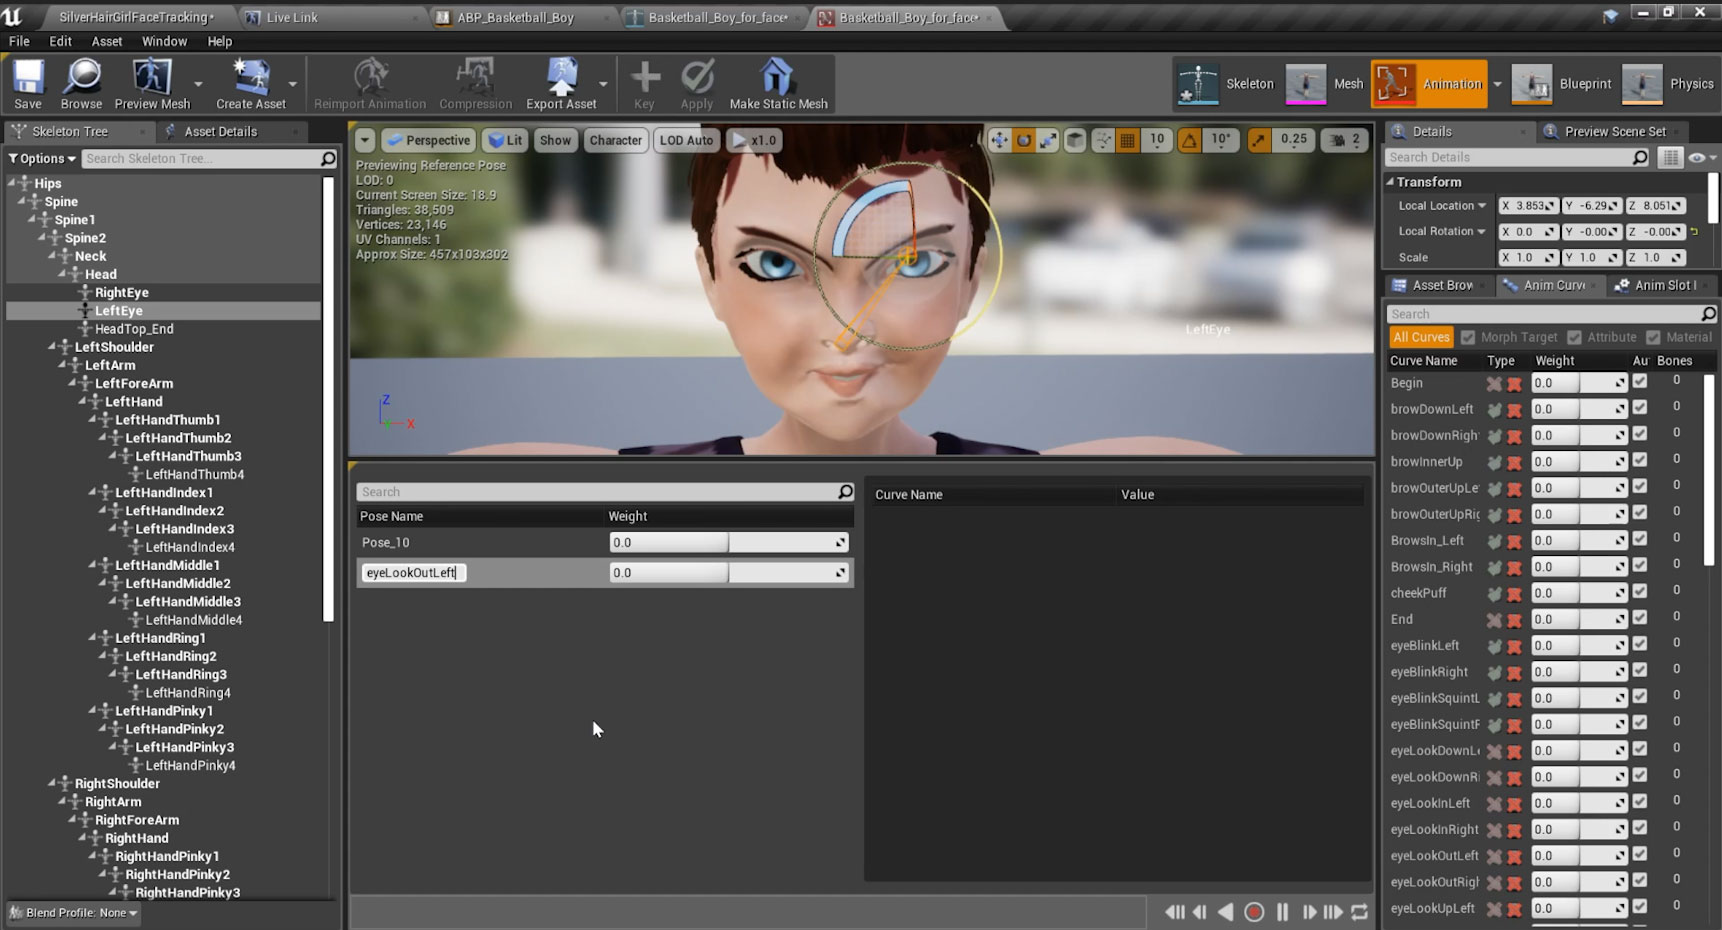 SilverHairGirlFaceTracking*
Live Link
ABP_Basketball_Boy
Basketball_Boy_for_face*
Basketball_Boy_for_face*
File Edit Asset Window Help
Save
Browse
Preview Mesh
Create Asset
Reimport Animation
Compression
Export Asset
Key
Apply
Make Static Mesh
Skeleton
Mesh
Animation
Blueprint
Physics
Skeleton Tree
Asset Details
Options
Search Skeleton Tree...
Hips
Spine
Spine1
Spine2
Neck
Head
RightEye
LeftEye
HeadTop_End
LeftShoulder
LeftArm
LeftForeArm
LeftHand
LeftHandThumb1
LeftHandThumb2
LeftHandThumb3
LeftHandThumb4
LeftHandIndex1
LeftHandIndex2
LeftHandIndex3
LeftHandIndex4
LeftHandMiddle1
LeftHandMiddle2
LeftHandMiddle3
LeftHandMiddle4
LeftHandRing1
LeftHandRing2
LeftHandRing3
LeftHandRing4
LeftHandPinky1
LeftHandPinky2
LeftHandPinky3
LeftHandPinky4
RightShoulder
RightArm
RightForeArm
RightHand
RightHandPinky1
RightHandPinky2
RightHandPinky3
Blend Profile: None
Perspective Lit Show Character LOD Auto x1.0
10 10° 0.25 2
Previewing Reference Pose
LOD: 0
Current Screen Size: 18.9
Triangles: 38,509
Vertices: 23,146
UV Channels: 1
Approx Size: 457x103x302
LeftEye
Z
X
Search
Pose Name Weight
Pose_10 0.0
eyeLookOutLeft 0.0
Curve Name Value
Details
Preview Scene Set
Search Details
Transform
Local Location X 3.853 Y -6.29 Z 8.051
Local Rotation X 0.0 Y -0.00 Z -0.00
Scale X 1.0 Y 1.0 Z 1.0
Asset Brow
Anim Curv
Anim Slot
Search
All Curves Morph Target Attribute Material
Curve Name Type Weight Au Bones
Begin 0.0 0
browDownLeft 0.0 0
browDownRigh 0.0 0
browInnerUp 0.0 0
browOuterUpLe 0.0 0
browOuterUpRig 0.0 0
BrowsIn_Left 0.0 0
BrowsIn_Right 0.0 0
cheekPuff 0.0 0
End 0.0 0
eyeBlinkLeft 0.0 0
eyeBlinkRight 0.0 0
eyeBlinkSquintL 0.0 0
eyeBlinkSquintF 0.0 0
eyeLookDownLe 0.0 0
eyeLookDownRi 0.0 0
eyeLookInLeft 0.0 0
eyeLookInRight 0.0 0
eyeLookOutLeft 0.0 0
eyeLookOutRigh 0.0 0
eyeLookUpLeft 0.0 0